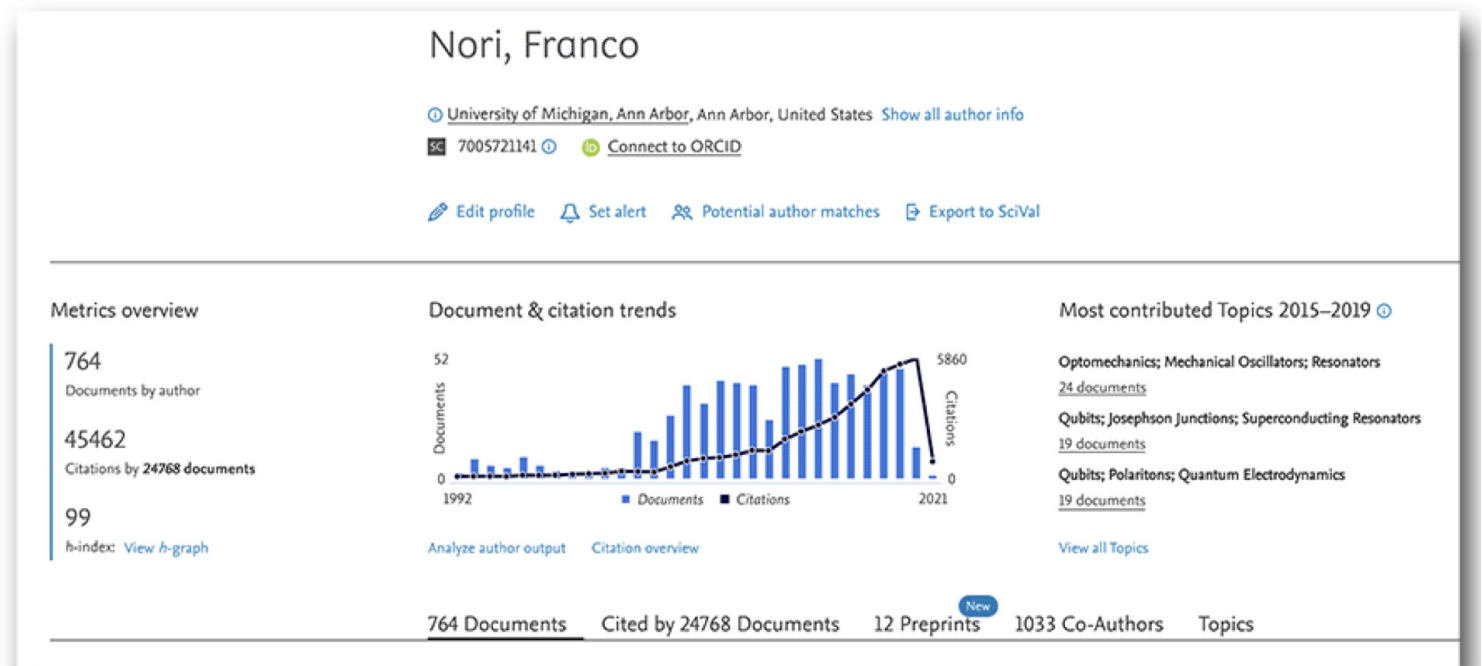 Nori, Franco
University of Michigan, Ann Arbor, Ann Arbor, United States Show all author info
SC 7005721141 iD Connect to ORCID
Edit profile Set alert Potential author matches Export to SciVal
Metrics overview
764
Documents by author
45462
Citations by 24768 documents
99
h-index: View h-graph
Document & citation trends
52
5860
Documents
Citations
0
0
1992
2021
Documents Citations
Analyze author output Citation overview
Most contributed Topics 2015–2019
Optomechanics; Mechanical Oscillators; Resonators
24 documents
Qubits; Josephson Junctions; Superconducting Resonators
19 documents
Qubits; Polaritons; Quantum Electrodynamics
19 documents
View all Topics
New
764 Documents Cited by 24768 Documents 12 Preprints 1033 Co-Authors Topics